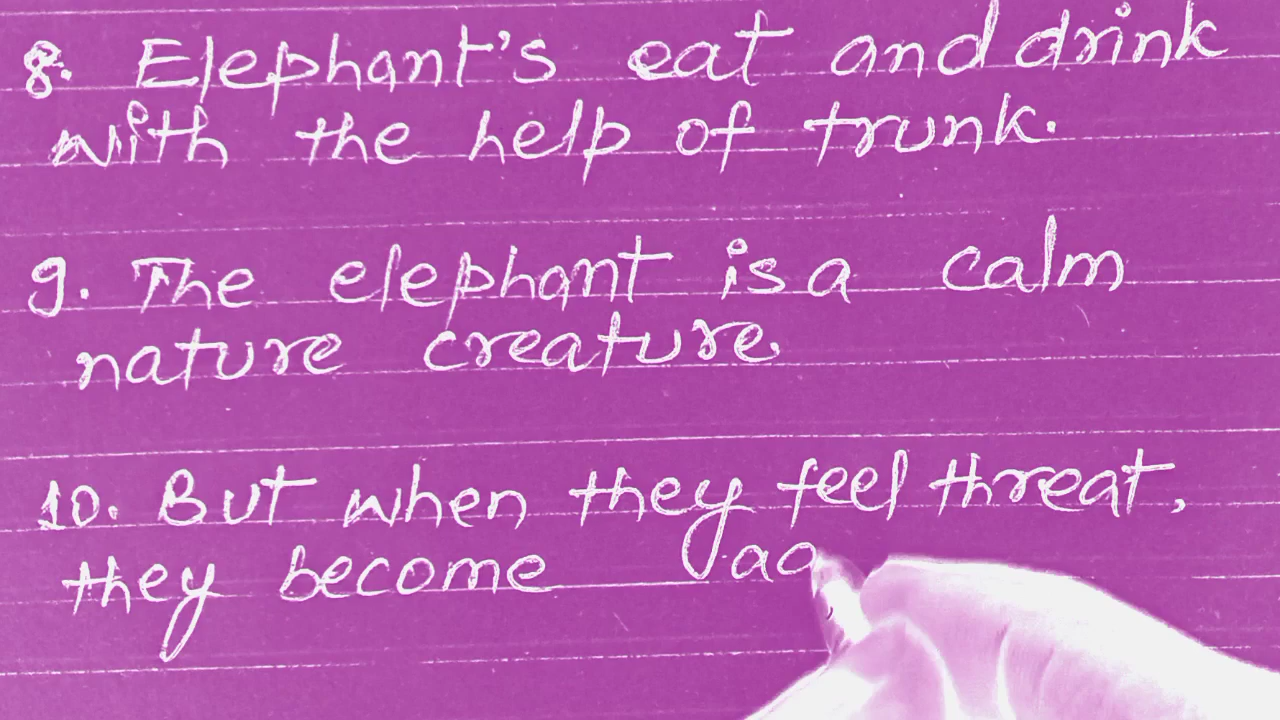 8. Elephant's eat and drink
with the help of trunk.
9. The elephant is a calm
nature creature.
10. But when they feel threat,
they become